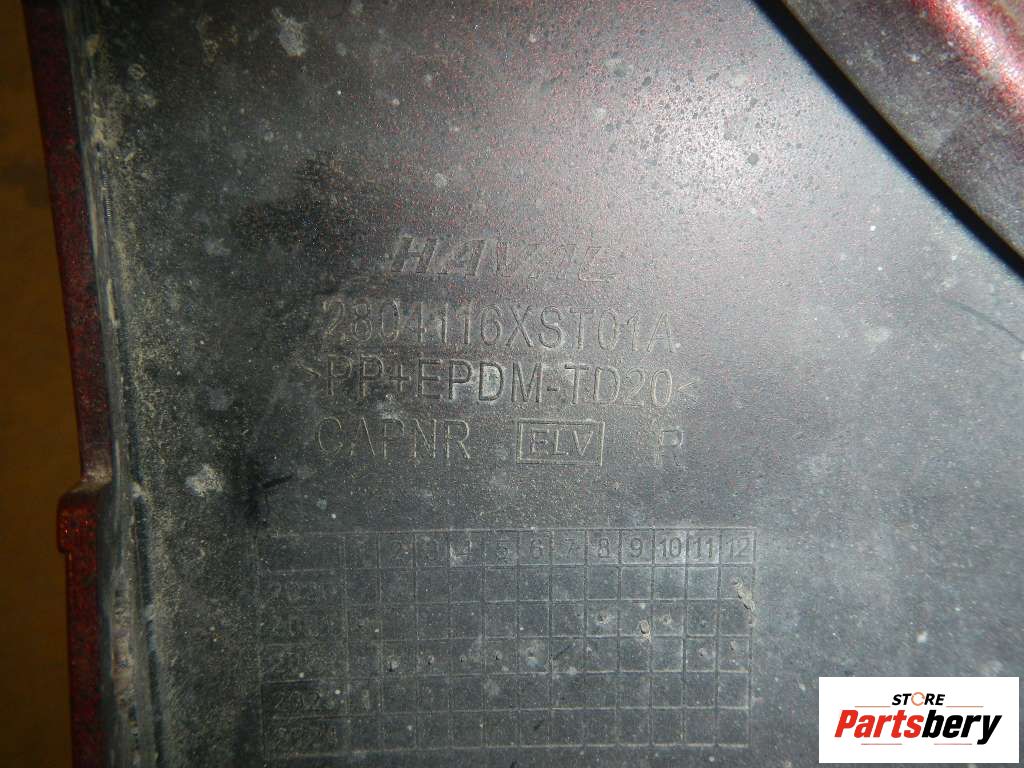 HAVAL
2804116XST01A
>PP+EPDM-TD20<
CAPNR ELV R
1 2 3 4 5 6 7 8 9 10 11 12
STORE
Partsbery